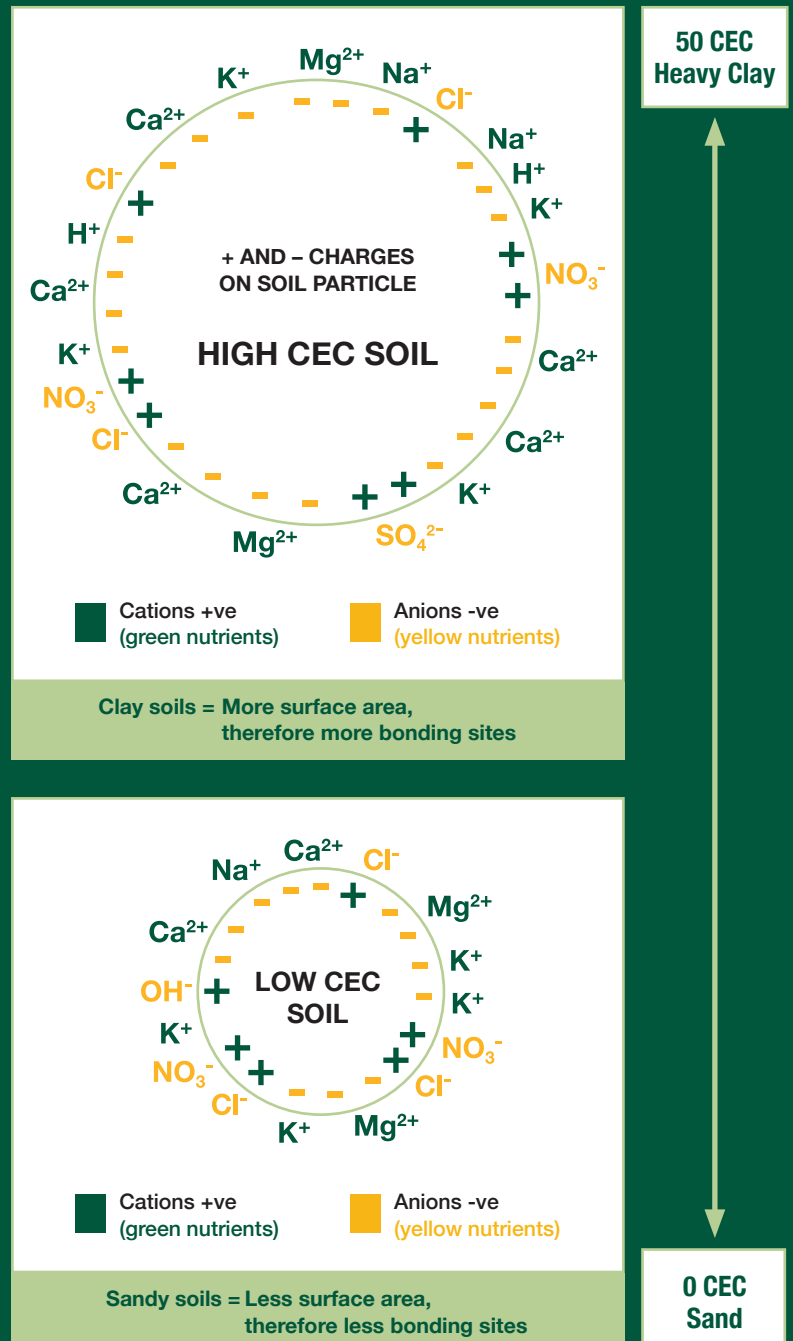 50 CEC
Heavy Clay
Mg²⁺
K⁺
Na⁺
Cl⁻
Ca²⁺
Na⁺
H⁺
Cl⁻
K⁺
H⁺
+ AND – CHARGES
ON SOIL PARTICLE
NO₃⁻
Ca²⁺
HIGH CEC SOIL
K⁺
Ca²⁺
NO₃⁻
Cl⁻
Ca²⁺
Ca²⁺
K⁺
Mg²⁺
SO₄²⁻
Cations +ve
(green nutrients)
Anions -ve
(yellow nutrients)
Clay soils = More surface area,
therefore more bonding sites
Ca²⁺
Cl⁻
Na⁺
Mg²⁺
Ca²⁺
K⁺
LOW CEC
SOIL
OH⁻
K⁺
K⁺
NO₃⁻
NO₃⁻
Cl⁻
Cl⁻
Mg²⁺
K⁺
Cations +ve
(green nutrients)
Anions -ve
(yellow nutrients)
Sandy soils = Less surface area,
therefore less bonding sites
0 CEC
Sand